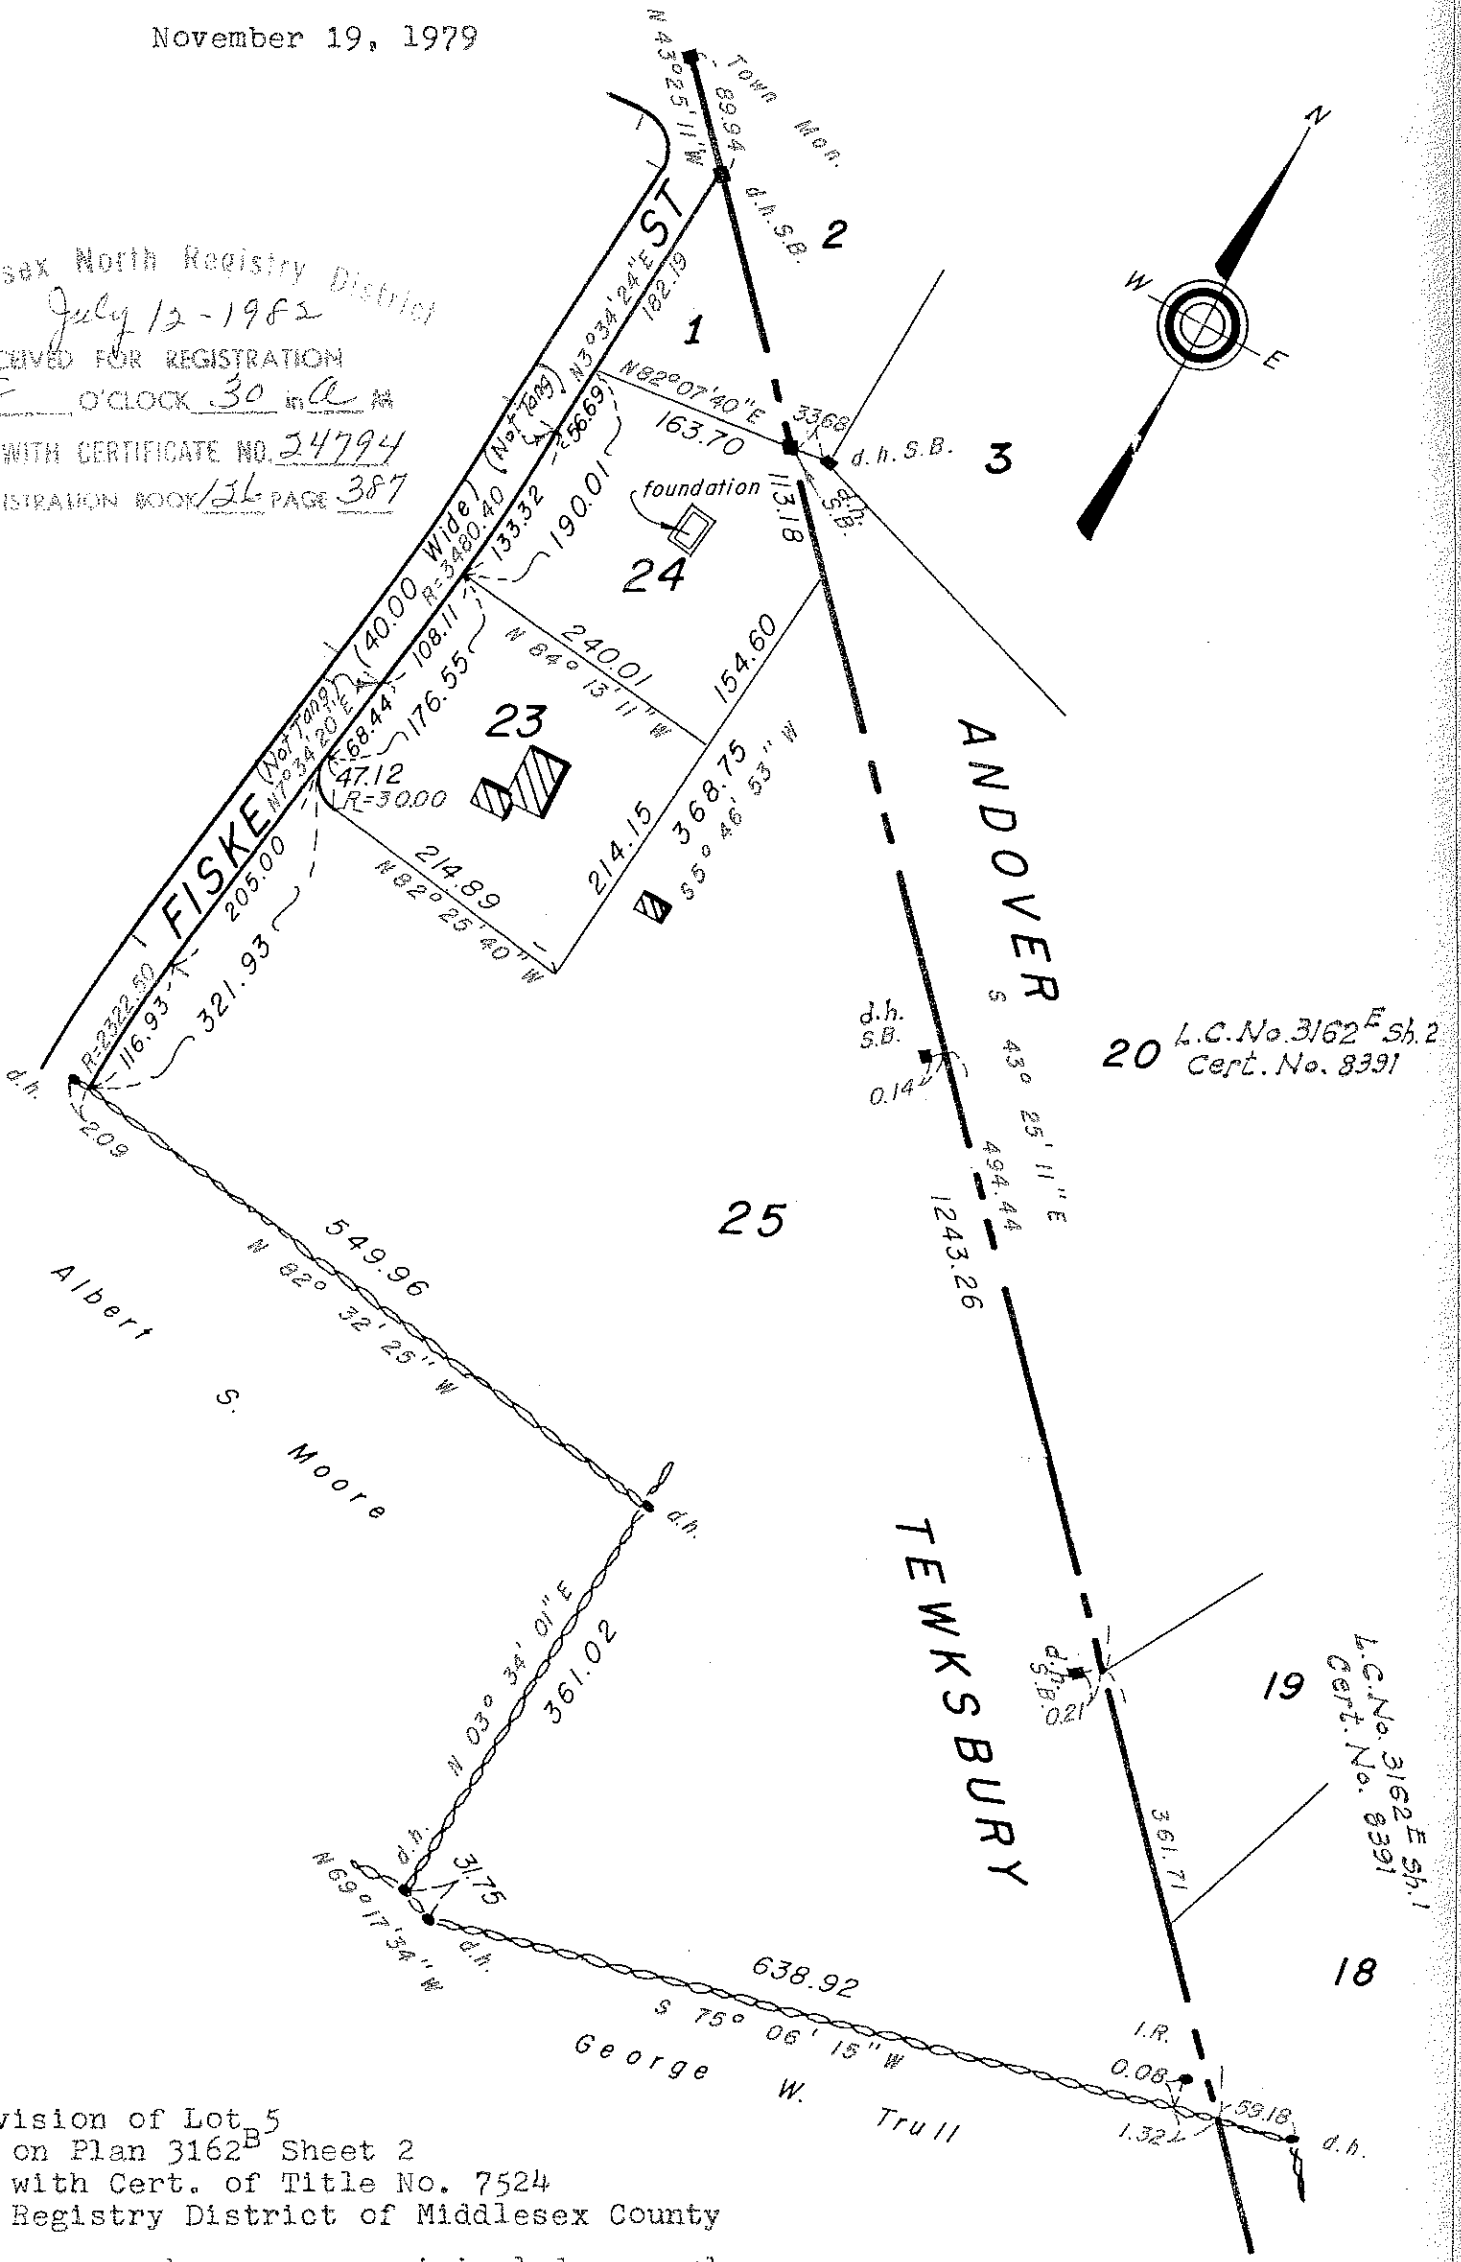 November 19, 1979
N 43° 25' 11" W
89.94
Town Mon.
d.h. S.B.
2
N
W
E
sex North Registry District
July 12 - 1982
CEIVED FOR REGISTRATION
O'CLOCK 30 in a M
WITH CERTIFICATE NO. 24794
ISTRATION BOOK 126 PAGE 387
FISKE ST
(40.00 Wide)
N3°34'24"E
182.19
1
(Not Tang)
N82°07'40"E
163.70
33.68
d.h. S.B.
3
d.h. S.B.
113.18
56.69
133.32
190.01
R=3480.40
foundation
24
240.01
N 84° 13' 11" W
154.60
108.11
176.55
68.44
(Not Tang)
N7°34'20"E
23
47.12
R=30.00
214.89
N 82° 25' 40" W
214.15
368.75
S 5° 46' 53" W
205.00
321.93
R=2322.50
116.93
d.h.
2.09
ANDOVER
S 43° 25' 11" E
d.h.
S.B.
0.14
494.44
1243.26
20
L.C. No. 3162E Sh. 2
Cert. No. 8391
25
549.96
N 82° 32' 25" W
Albert S. Moore
d.h.
N 03° 34' 01" E
361.02
TEWKSBURY
d.h.
S.B.
0.21
19
L.C. No. 3162E Sh. 1
Cert. No. 8391
361.71
d.h.
31.75
N 69° 17' 34" W
d.h.
638.92
S 75° 06' 15" W
George W. Trull
18
I.R.
0.08
1.32
59.18
d.h.
vision of Lot 5
on Plan 3162B Sheet 2
with Cert. of Title No. 7524
Registry District of Middlesex County